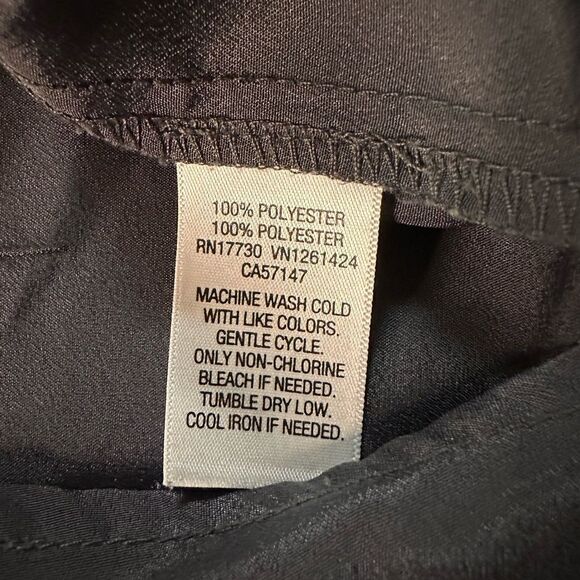 100% POLYESTER
100% POLYESTER
RN17730 VN1261424
CA57147
MACHINE WASH COLD
WITH LIKE COLORS.
GENTLE CYCLE.
ONLY NON-CHLORINE
BLEACH IF NEEDED.
TUMBLE DRY LOW.
COOL IRON IF NEEDED.